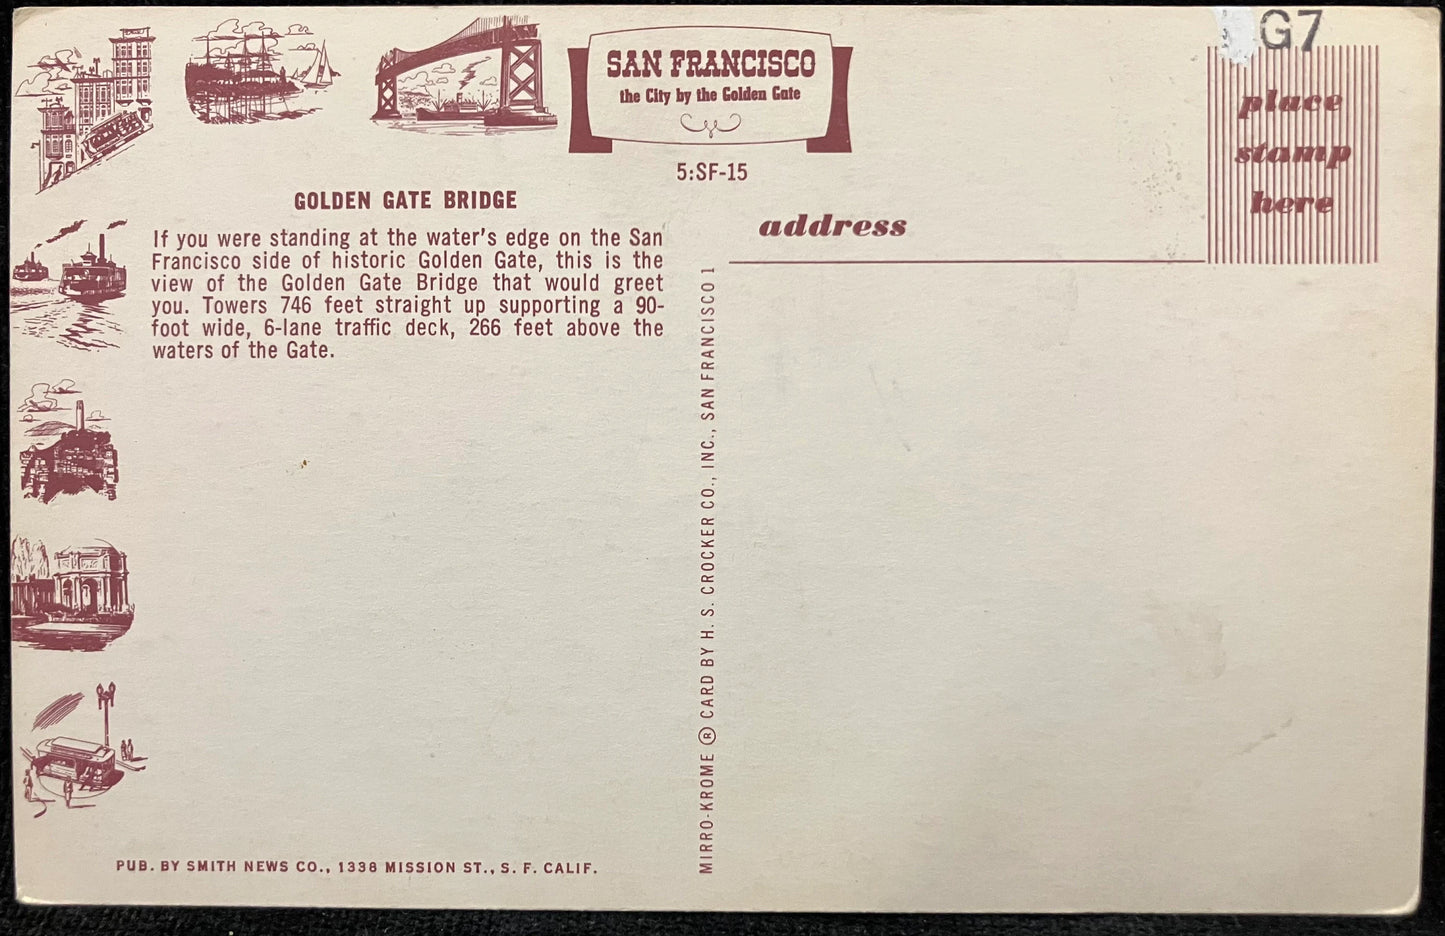 G7
SAN FRANCISCO
the City by the Golden Gate
5:SF-15
place
stamp
here
GOLDEN GATE BRIDGE
If you were standing at the water's edge on the San
Francisco side of historic Golden Gate, this is the
view of the Golden Gate Bridge that would greet
you. Towers 746 feet straight up supporting a 90-
foot wide, 6-lane traffic deck, 266 feet above the
waters of the Gate.
address
MIRRO-KROME ® CARD BY H. S. CROCKER CO., INC., SAN FRANCISCO 1
PUB. BY SMITH NEWS CO., 1338 MISSION ST., S. F. CALIF.